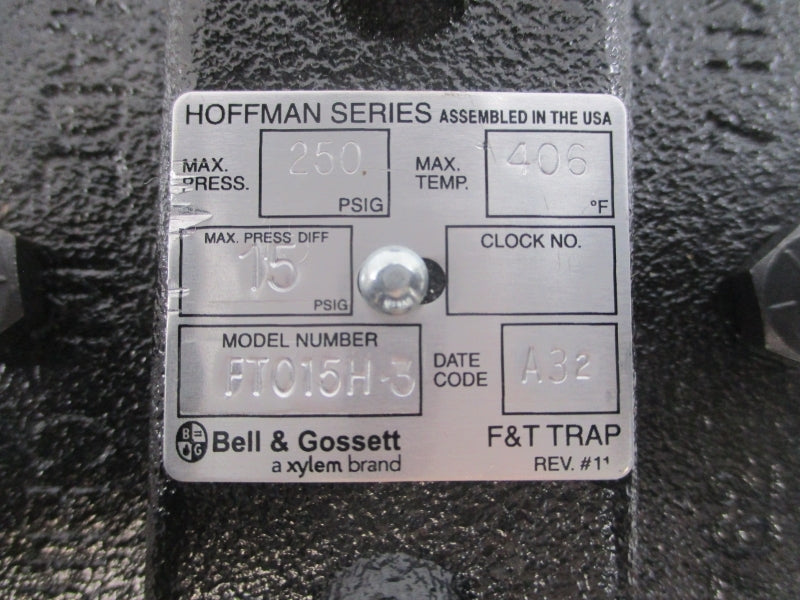 HOFFMAN SERIES ASSEMBLED IN THE USA
MAX. PRESS. 250 PSIG
MAX. TEMP. 406 °F
MAX. PRESS DIFF 15 PSIG
CLOCK NO.
MODEL NUMBER FT015H-3
DATE CODE A32
B G Bell & Gossett
a xylem brand
F&T TRAP
REV. #11